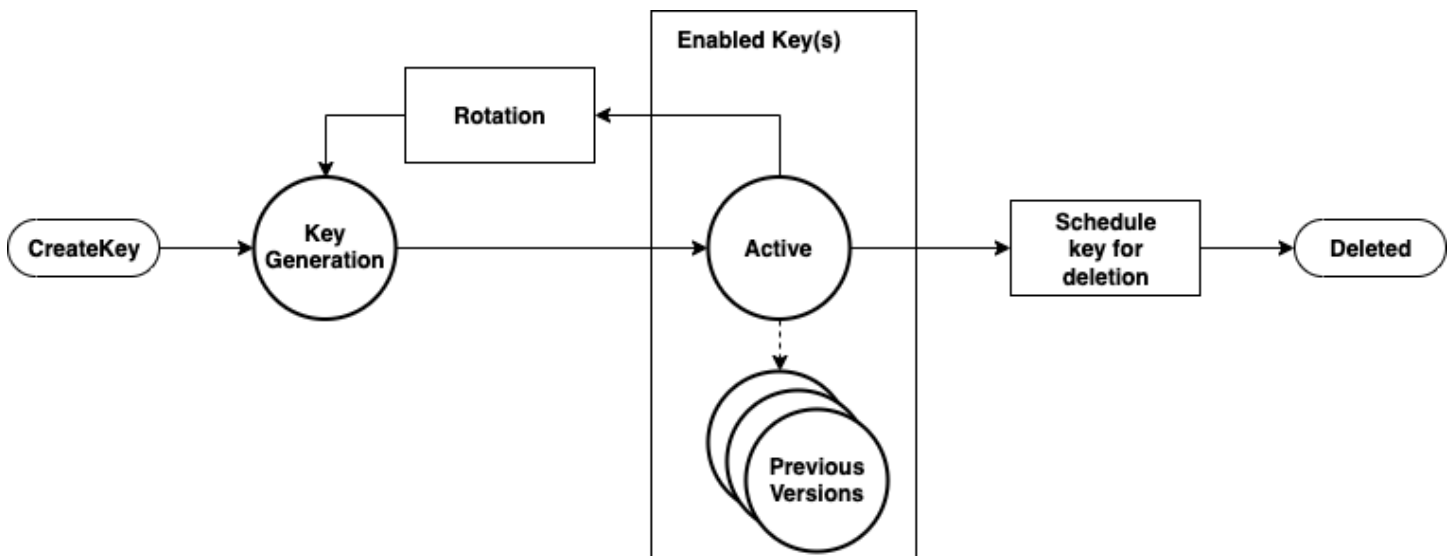 Enabled Key(s)
Rotation
CreateKey
Key
Generation
Active
Schedule
key for
deletion
Deleted
Previous
Versions